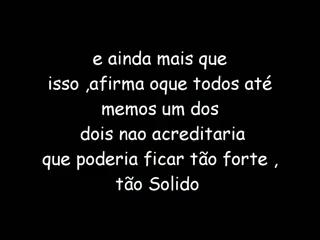 e ainda mais que
isso ,afirma oque todos até
memos um dos
dois nao acreditaria
que poderia ficar tão forte ,
tão Solido